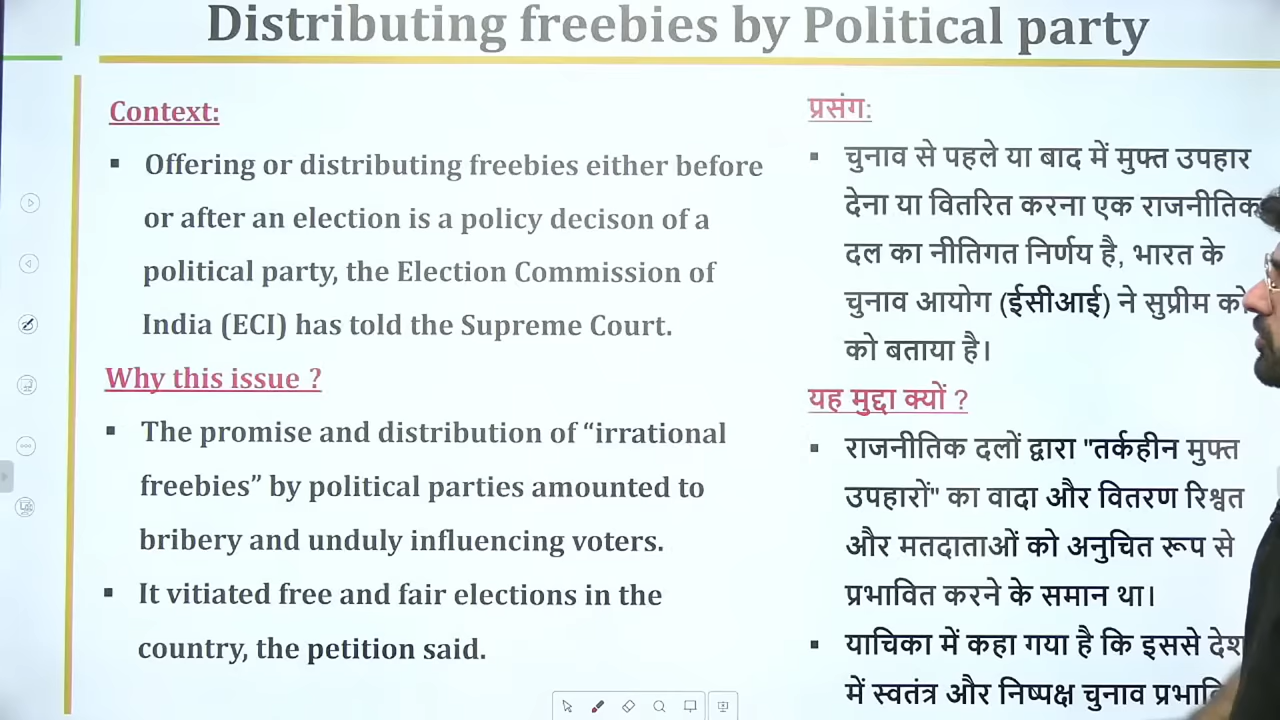 Distributing freebies by Political party
Context:
▪ Offering or distributing freebies either before
or after an election is a policy decison of a
political party, the Election Commission of
India (ECI) has told the Supreme Court.
Why this issue ?
▪ The promise and distribution of “irrational
freebies” by political parties amounted to
bribery and unduly influencing voters.
▪ It vitiated free and fair elections in the
country, the petition said.
प्रसंग:
▪ चुनाव से पहले या बाद में मुफ्त उपहार
देना या वितरित करना एक राजनीतिक
दल का नीतिगत निर्णय है, भारत के
चुनाव आयोग (ईसीआई) ने सुप्रीम
को बताया है।
यह मुद्दा क्यों ?
▪ राजनीतिक दलों द्वारा "तर्कहीन मुफ्त
उपहारों" का वादा और वितरण रिश्वत
और मतदाताओं को अनुचित रूप से
प्रभावित करने के समान था।
▪ याचिका में कहा गया है कि इससे देश
में स्वतंत्र और निष्पक्ष चुनाव